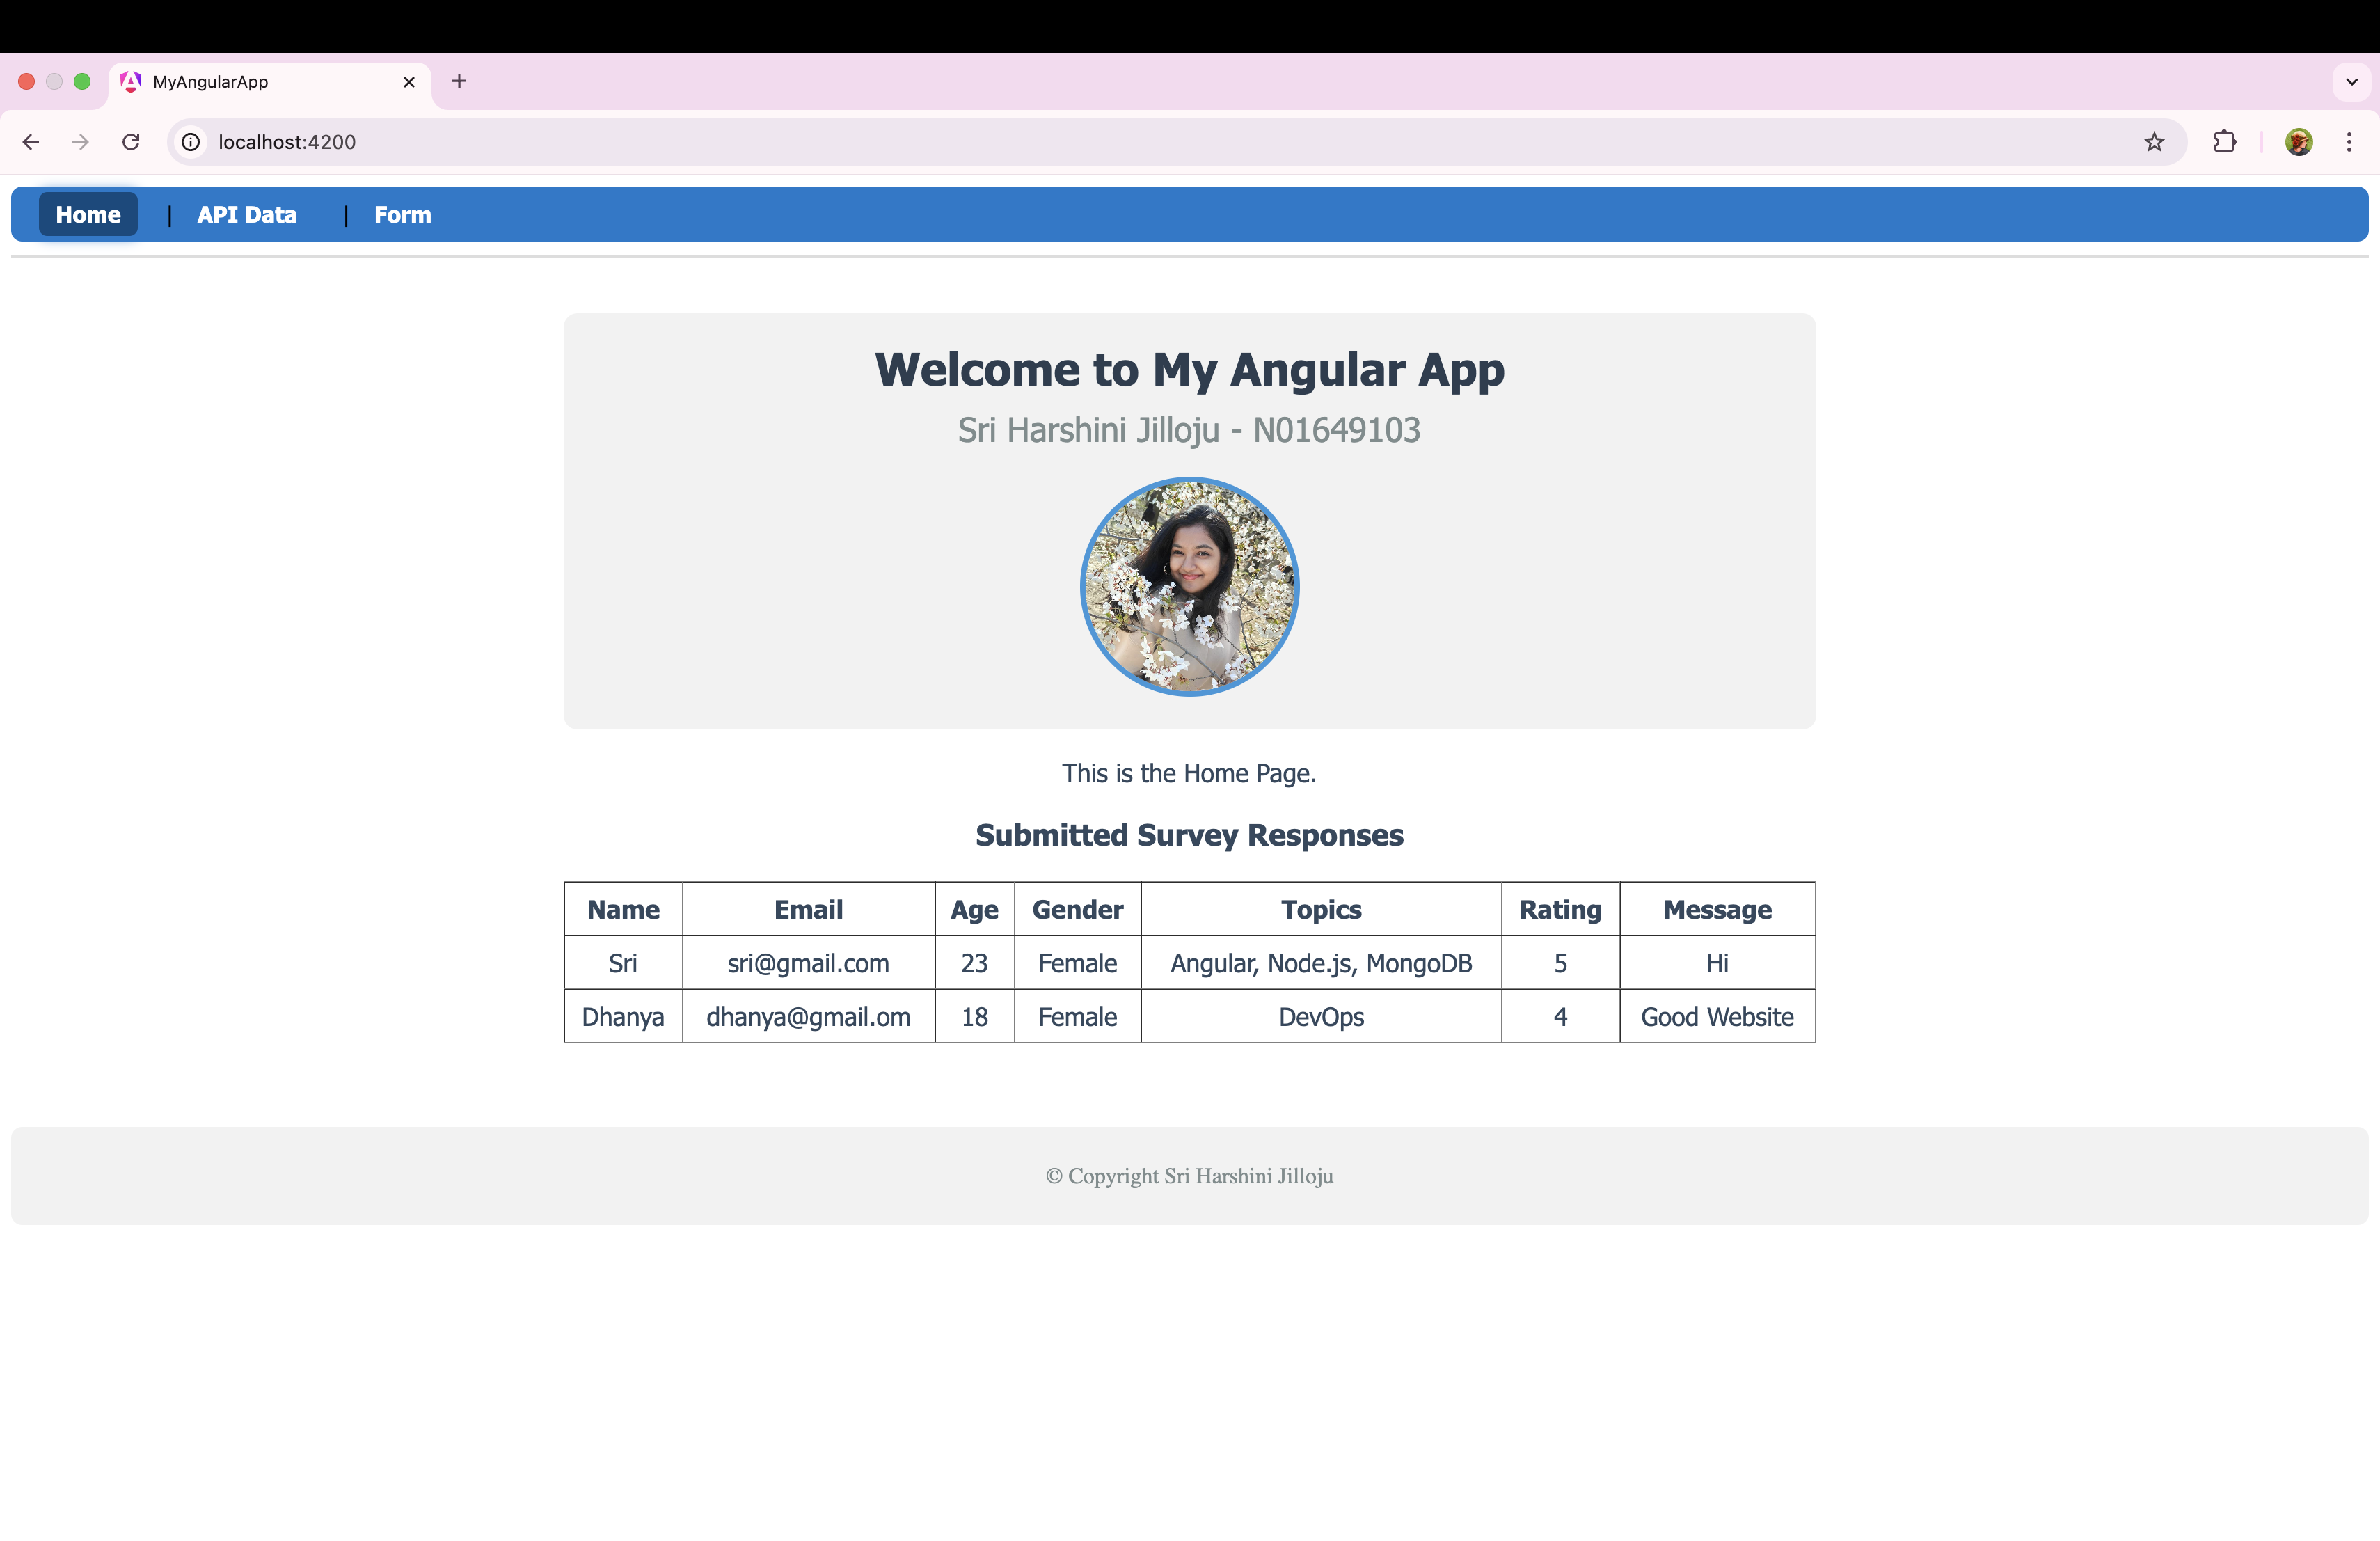 MyAngularApp
localhost:4200
Home | API Data | Form
Welcome to My Angular App
Sri Harshini Jilloju - N01649103
This is the Home Page.
Submitted Survey Responses
Name Email Age Gender Topics Rating Message
Sri sri@gmail.com 23 Female Angular, Node.js, MongoDB 5 Hi
Dhanya dhanya@gmail.om 18 Female DevOps 4 Good Website
© Copyright Sri Harshini Jilloju